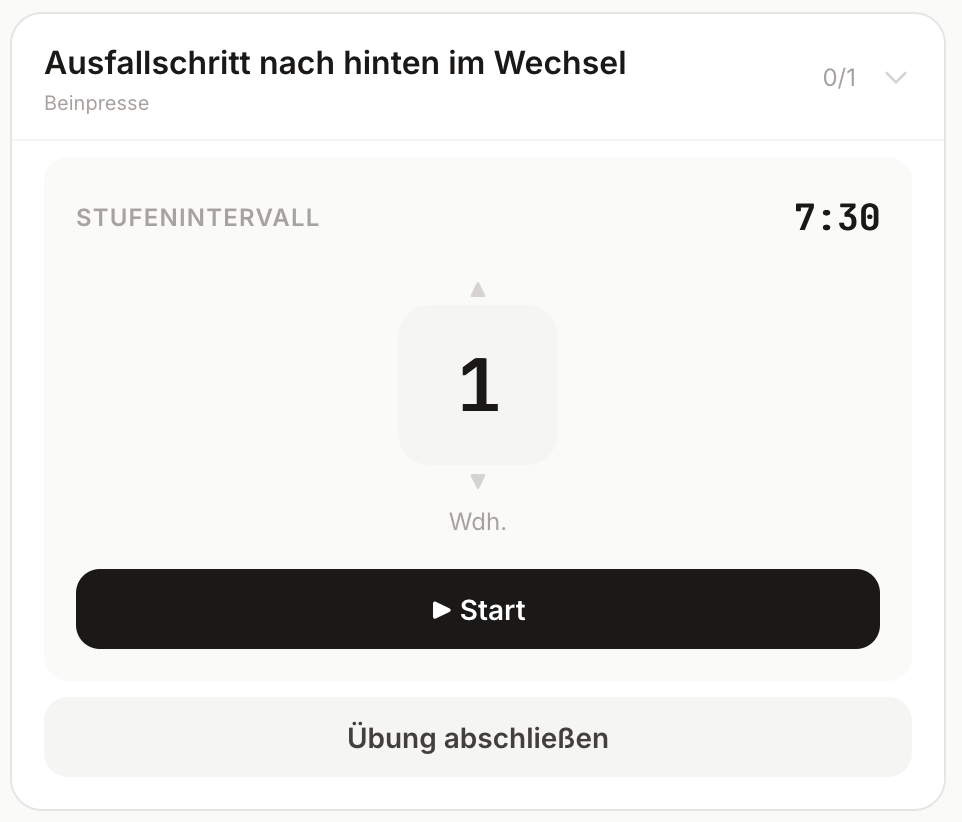 Ausfallschritt nach hinten im Wechsel
Beinpresse
0/1
STUFENINTERVALL
7:30
▲
1
▼
Wdh.
▶ Start
Übung abschließen